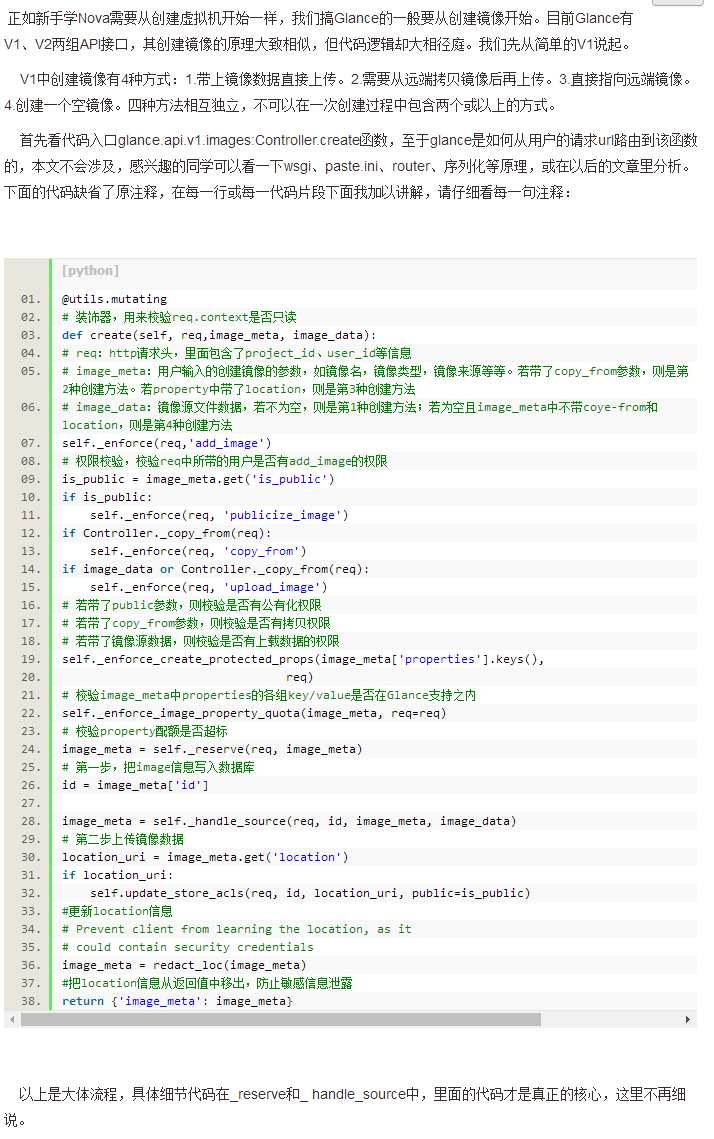 正如新手学Nova需要从创建虚拟机开始一样，我们搞Glance的一般要从创建镜像开始。目前Glance有
V1、V2两组API接口，其创建镜像的原理大致相似，但代码逻辑却大相径庭。我们先从简单的V1说起。
V1中创建镜像有4种方式：1.带上镜像数据直接上传。2.需要从远端拷贝镜像后再上传。3.直接指向远端镜像。
4.创建一个空镜像。四种方法相互独立，不可以在一次创建过程中包含两个或以上的方式。
首先看代码入口glance.api.v1.images:Controller.create函数，至于glance是如何从用户的请求url路由到该函数
的，本文不会涉及，感兴趣的同学可以看一下wsgi、paste.ini、router、序列化等原理，或在以后的文章里分析。
下面的代码缺省了原注释，在每一行或每一代码片段下面我加以讲解，请仔细看每一句注释：
[python]
01. @utils.mutating
02. # 装饰器，用来校验req.context是否只读
03. def create(self, req,image_meta, image_data):
04. # req：http请求头，里面包含了project_id、user_id等信息
05. # image_meta：用户输入的创建镜像的参数，如镜像名，镜像类型，镜像来源等等。若带了copy_from参数，则是第
2种创建方法。若property中带了location，则是第3种创建方法
06. # image_data：镜像源文件数据，若不为空，则是第1种创建方法；若为空且image_meta中不带coye-from和
location，则是第4种创建方法
07. self._enforce(req,'add_image')
08. # 权限校验，校验req中所带的用户是否有add_image的权限
09. is_public = image_meta.get('is_public')
10. if is_public:
11. self._enforce(req, 'publicize_image')
12. if Controller._copy_from(req):
13. self._enforce(req, 'copy_from')
14. if image_data or Controller._copy_from(req):
15. self._enforce(req, 'upload_image')
16. # 若带了public参数，则校验是否有公有化权限
17. # 若带了copy_from参数，则校验是否有拷贝权限
18. # 若带了镜像源数据，则校验是否有上载数据的权限
19. self._enforce_create_protected_props(image_meta['properties'].keys(),
20. req)
21. # 校验image_meta中properties的各组key/value是否在Glance支持之内
22. self._enforce_image_property_quota(image_meta, req=req)
23. # 校验property配额是否超标
24. image_meta = self._reserve(req, image_meta)
25. # 第一步，把image信息写入数据库
26. id = image_meta['id']
27.
28. image_meta = self._handle_source(req, id, image_meta, image_data)
29. # 第二步上传镜像数据
30. location_uri = image_meta.get('location')
31. if location_uri:
32. self.update_store_acls(req, id, location_uri, public=is_public)
33. #更新location信息
34. # Prevent client from learning the location, as it
35. # could contain security credentials
36. image_meta = redact_loc(image_meta)
37. #把location信息从返回值中移出，防止敏感信息泄露
38. return {'image_meta': image_meta}
以上是大体流程，具体细节代码在_reserve和_ handle_source中，里面的代码才是真正的核心，这里不再细
说。